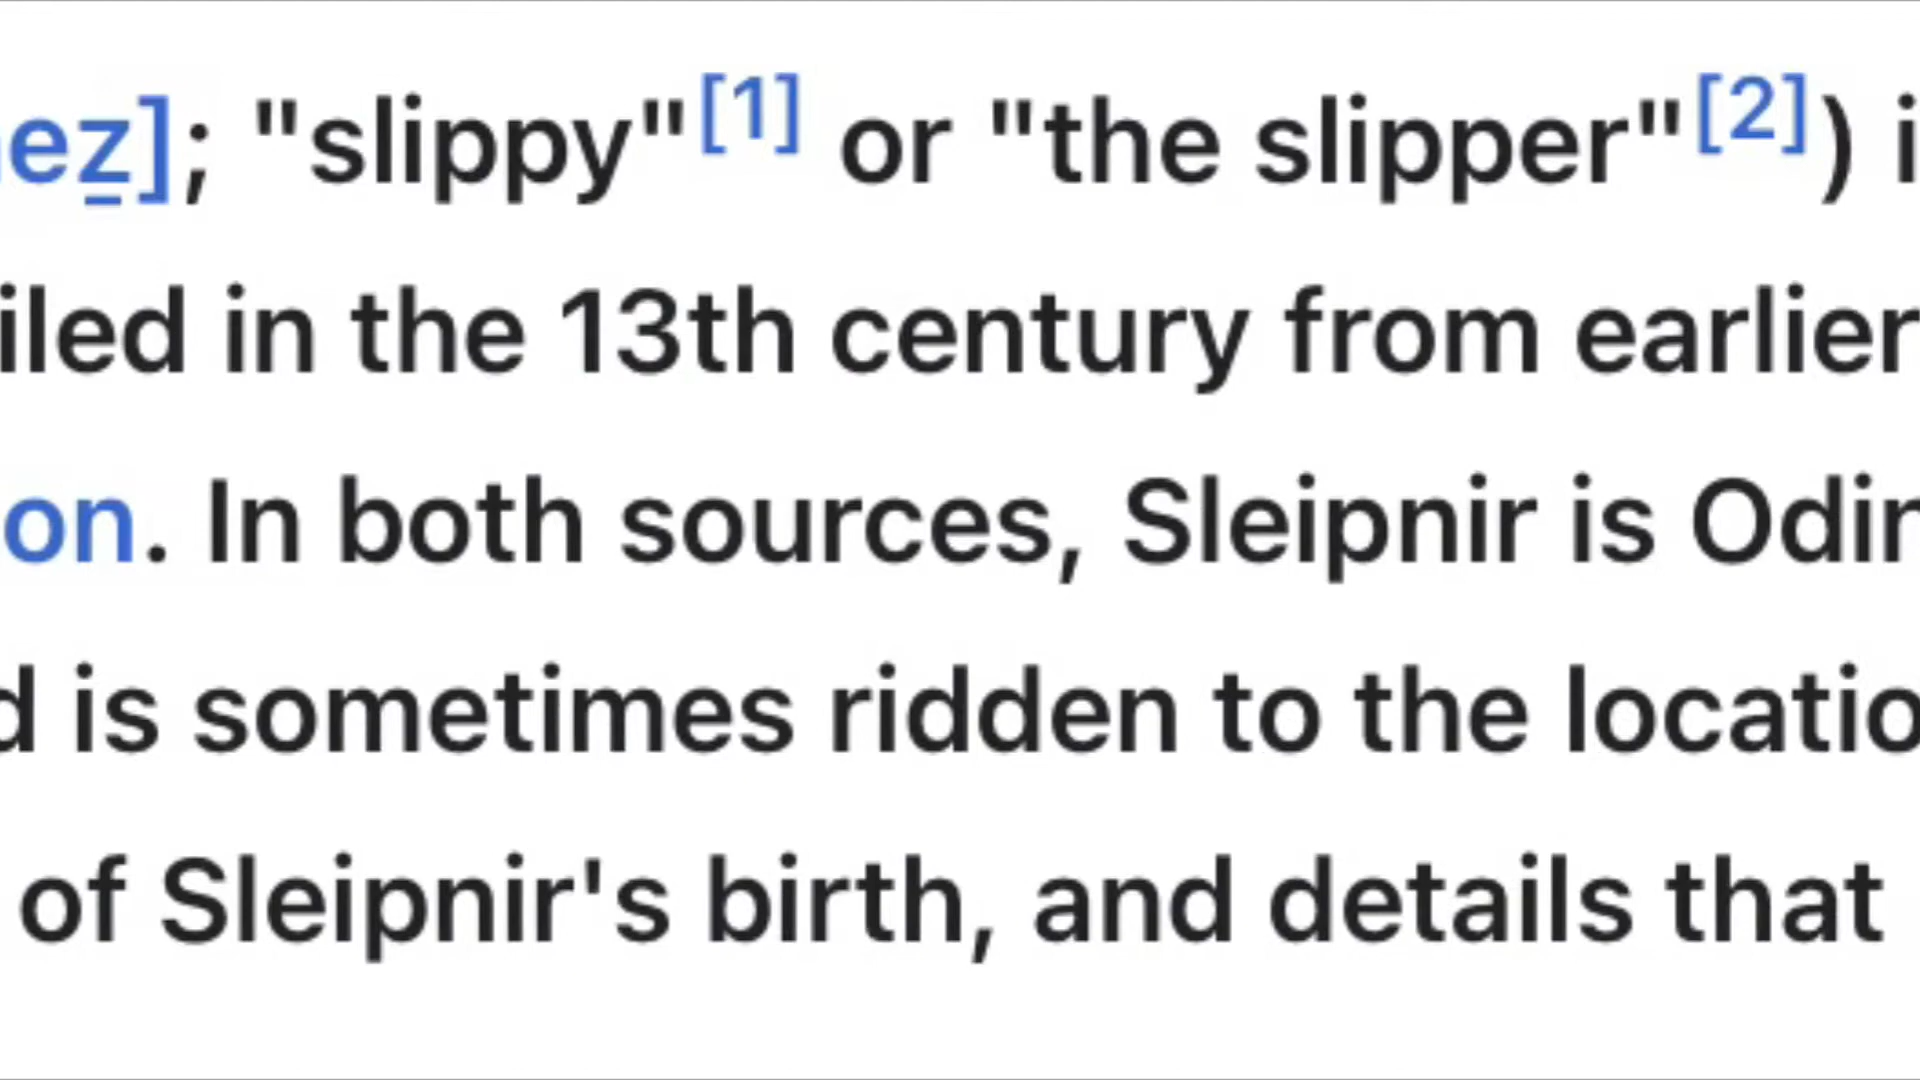 ez̠]; "slippy"[1] or "the slipper"[2]) i
iled in the 13th century from earlier
on. In both sources, Sleipnir is Odin
d is sometimes ridden to the locatio
of Sleipnir's birth, and details that